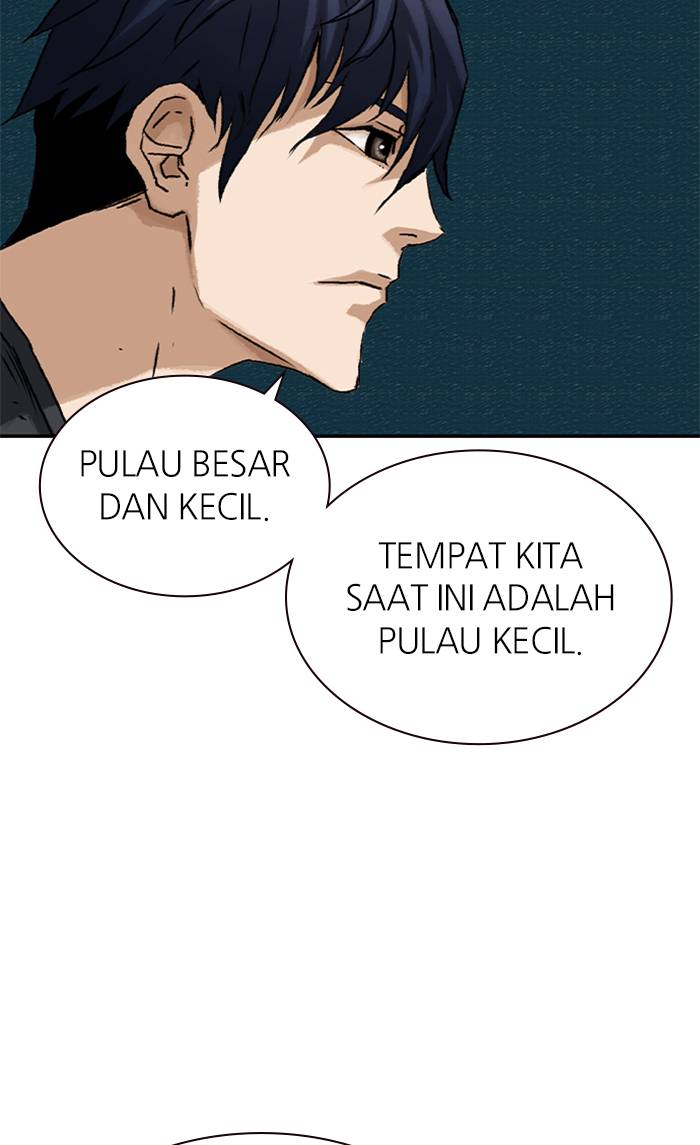 PULAU BESAR
DAN KECIL.
TEMPAT KITA
SAAT INI ADALAH
PULAU KECIL.